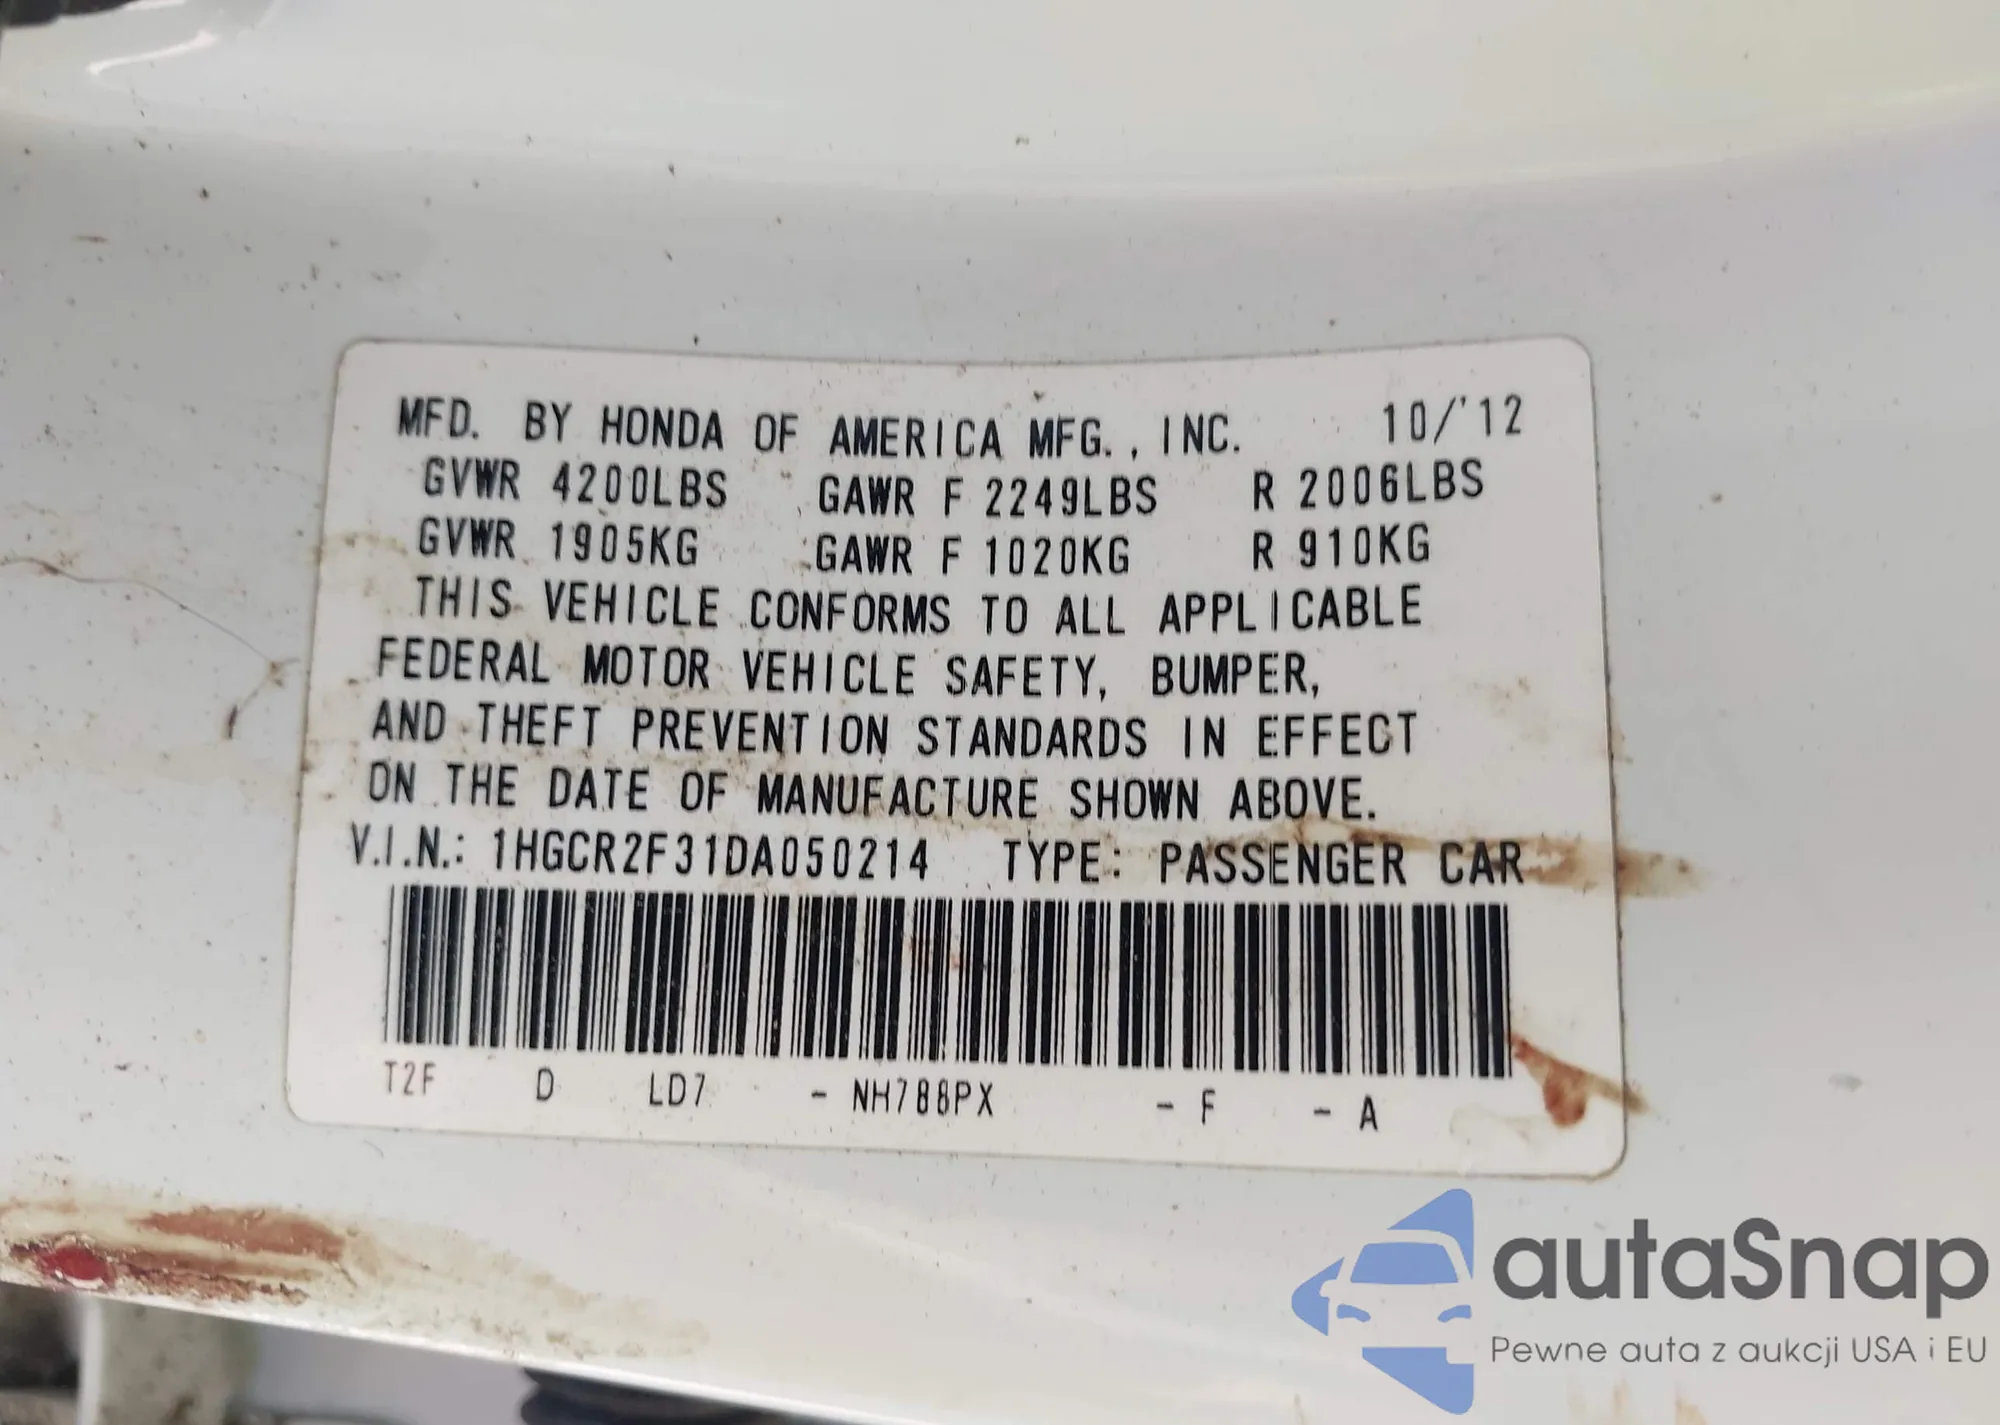 MFD. BY HONDA OF AMERICA MFG., INC. 10/'12
GVWR 4200LBS GAWR F 2249LBS R 2006LBS
GVWR 1905KG GAWR F 1020KG R 910KG
THIS VEHICLE CONFORMS TO ALL APPLICABLE
FEDERAL MOTOR VEHICLE SAFETY, BUMPER,
AND THEFT PREVENTION STANDARDS IN EFFECT
ON THE DATE OF MANUFACTURE SHOWN ABOVE.
V.I.N.: 1HGCR2F31DA050214 TYPE: PASSENGER CAR
T2F D LD7 - NH788PX - F - A
autaSnap
Pewne auta z aukcji USA i EU